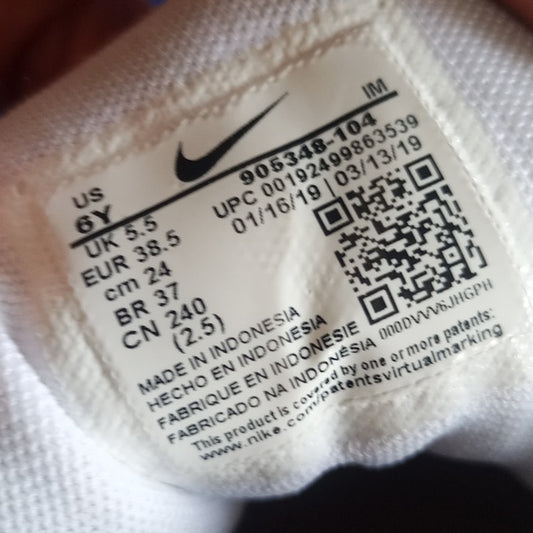 IM
905348-104
UPC 00192499863539
01/16/19 | 03/13/19
US
6Y
UK 5.5
EUR 38.5
cm 24
BR 37
CN 240
(2.5)
000DVVV6JHGPH
MADE IN INDONESIA
HECHO EN INDONESIA
FABRIQUE EN INDONESIE
FABRICADO NA INDONÉSIA
This product is covered by one or more patents:
www.nike.com/patentsvirtualmarking